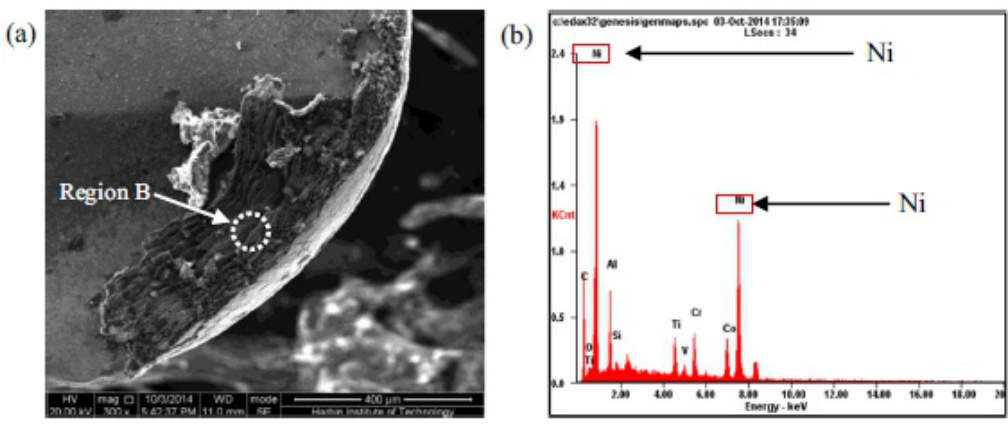 (a)
Region B
HV mag □ 10/3/2014 WD mode
20.00 kV 300 x 5:42:37 PM 11.0 mm SE
400 μm
Harbin Institute of Technology
(b)
c:\edax32\genesis\genmaps.spc 03-Oct-2014 17:35:09
LSecs : 34
2.4
Ni
Ni
1.9
1.4
Ni
Ni
KCnt
1.0
Al
C
0.5
Cr
Co
Ti
Si
V
O
Ti
0.0
2.00 4.00 6.00 8.00 10.00 12.00 14.00 16.00 18.00 20
Energy - keV